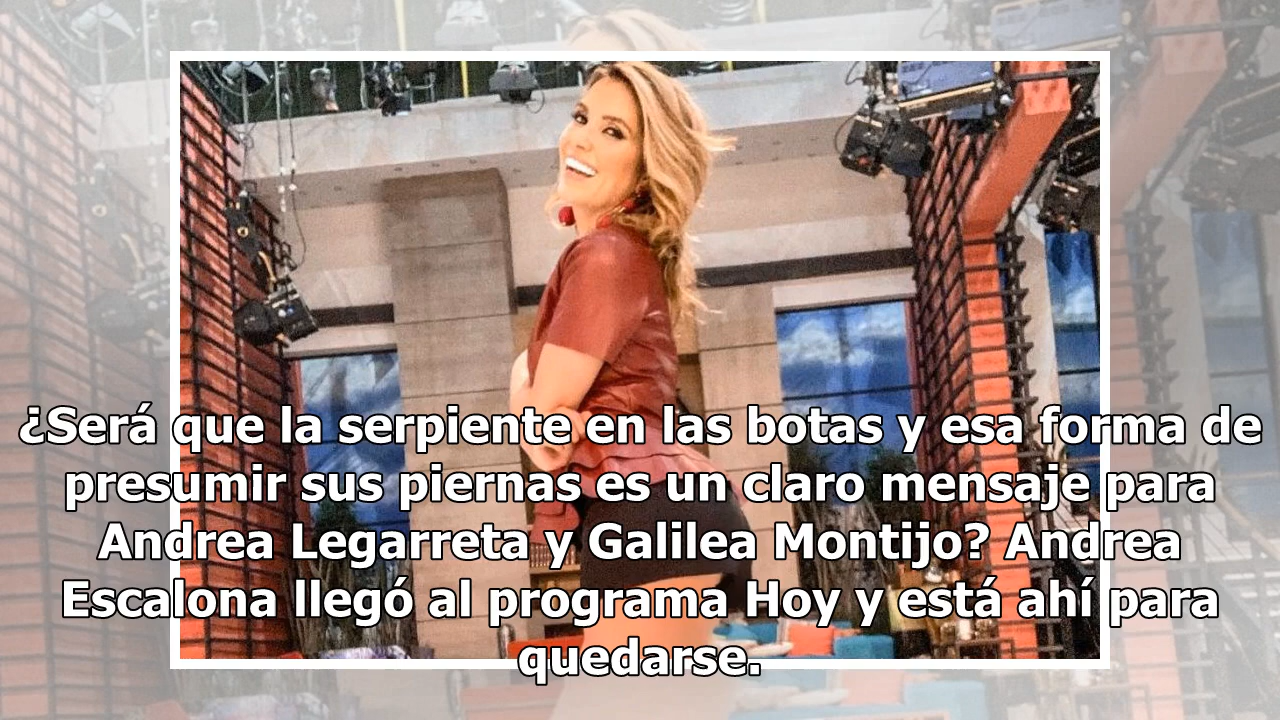 ¿Será que la serpiente en las botas y esa forma de
presumir sus piernas es un claro mensaje para
Andrea Legarreta y Galilea Montijo? Andrea
Escalona llegó al programa Hoy y está ahí para
quedarse.